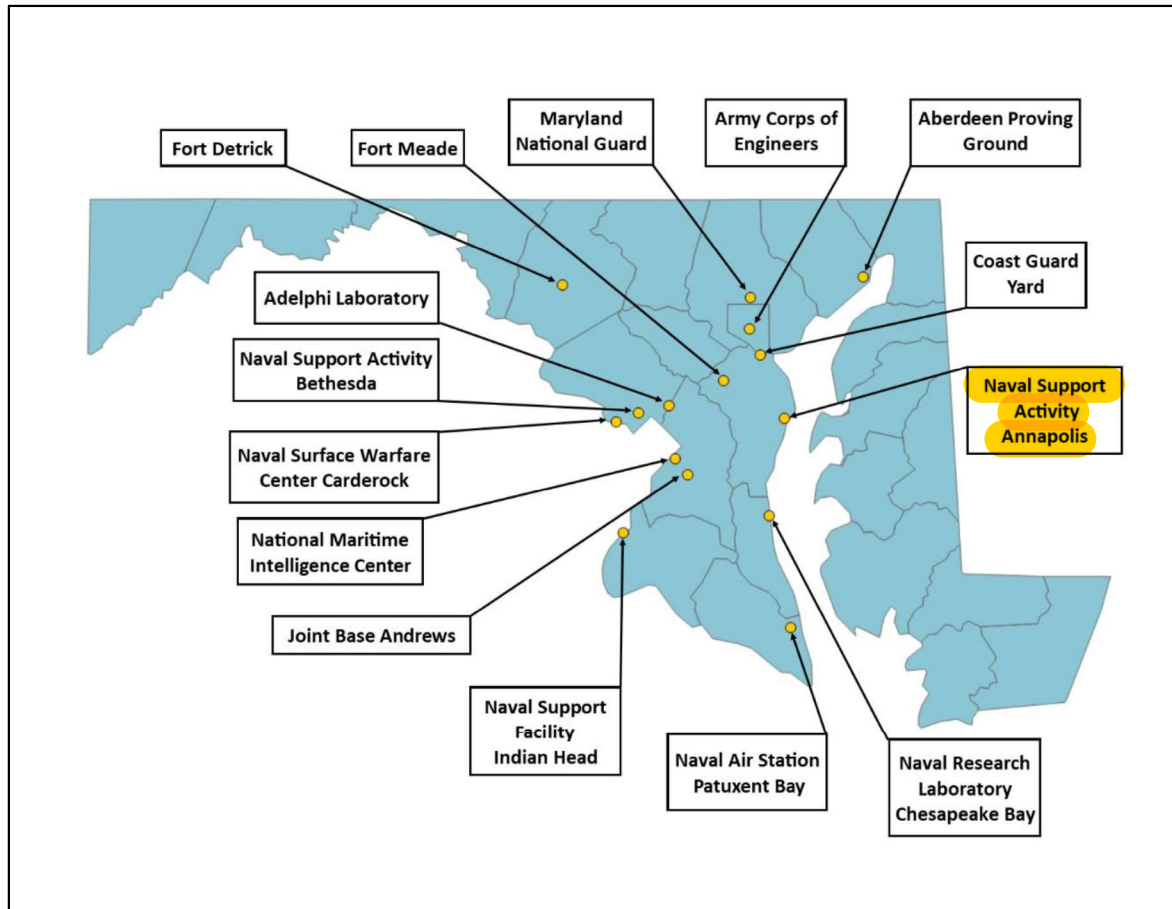 Maryland
National Guard
Army Corps of
Engineers
Aberdeen Proving
Ground
Fort Detrick
Fort Meade
Coast Guard
Yard
Adelphi Laboratory
Naval Support Activity
Bethesda
Naval Support
Activity
Annapolis
Naval Surface Warfare
Center Carderock
National Maritime
Intelligence Center
Joint Base Andrews
Naval Support
Facility
Indian Head
Naval Air Station
Patuxent Bay
Naval Research
Laboratory
Chesapeake Bay